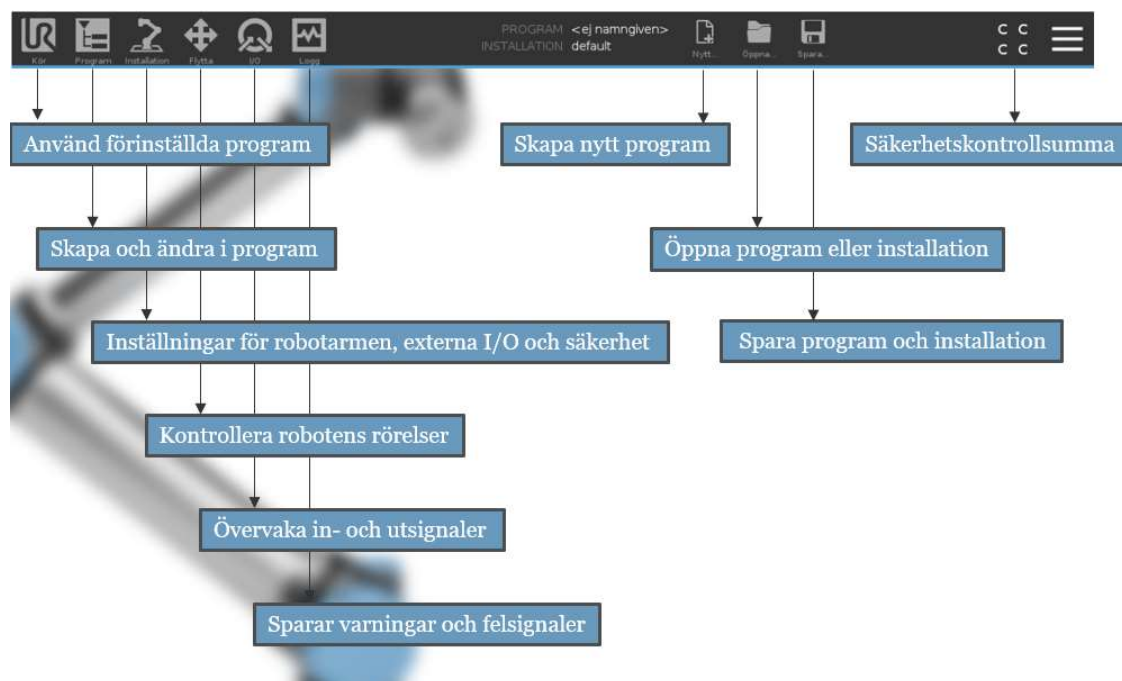 PROGRAM <ej namngiven>
INSTALLATION default
C C
C C
Kör Program Installation Flytta I/O Logg Nytt... Öppna... Spara...
Använd förinställda program
Skapa nytt program
Säkerhetskontrollsumma
Skapa och ändra i program
Öppna program eller installation
Inställningar för robotarmen, externa I/O och säkerhet
Spara program och installation
Kontrollera robotens rörelser
Övervaka in- och utsignaler
Sparar varningar och felsignaler